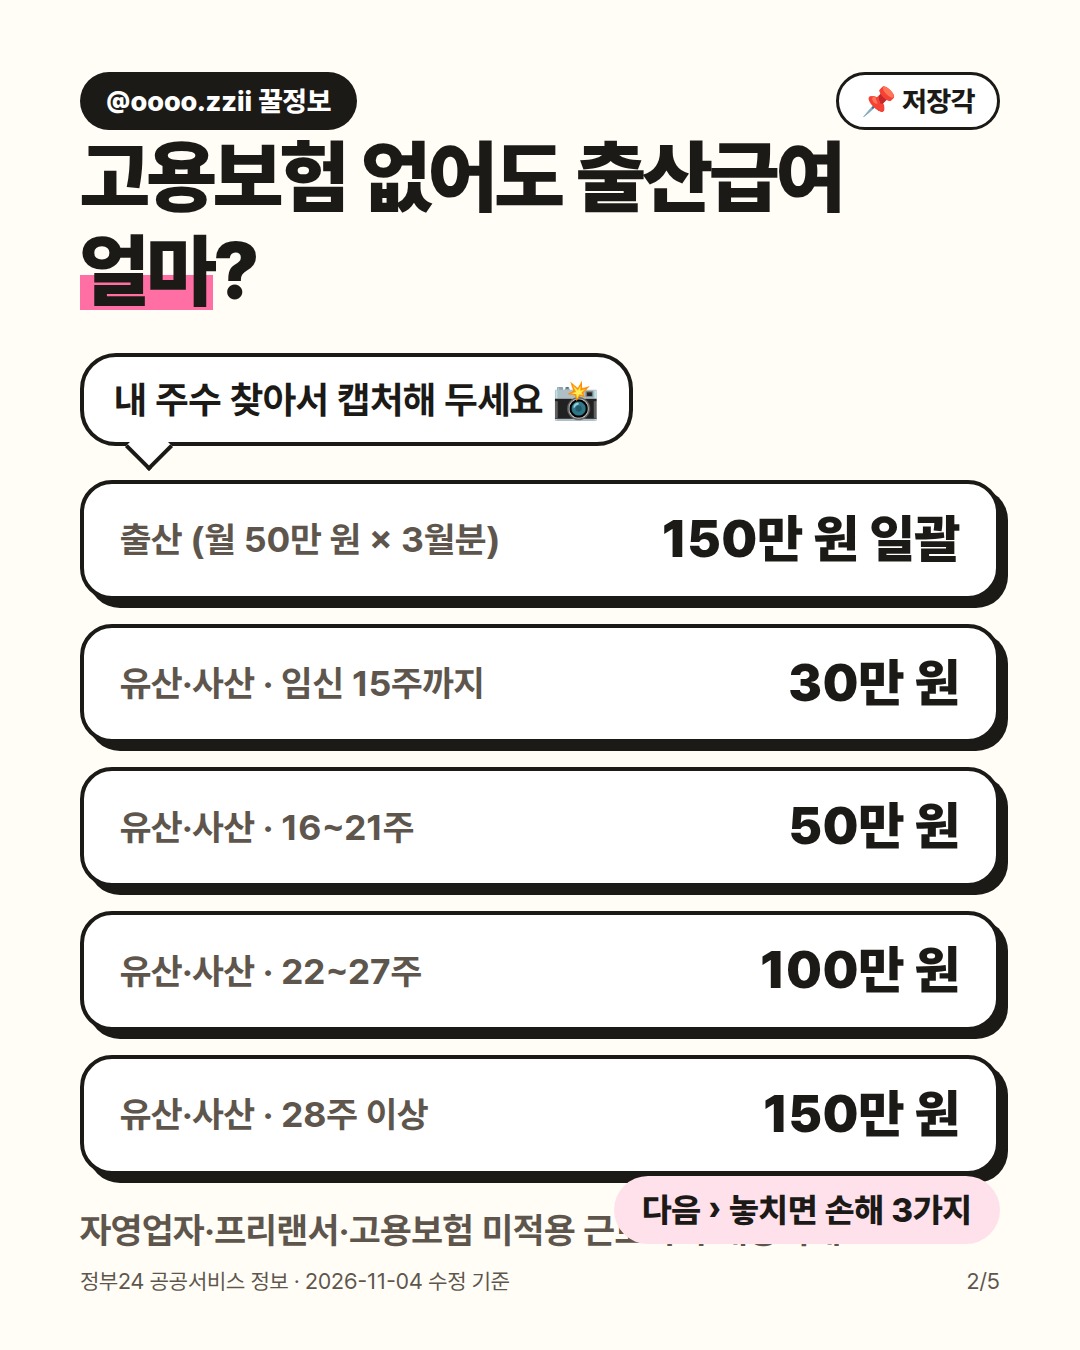 @oooo.zzii 꿀정보
📌 저장각
고용보험 없어도 출산급여
얼마?
내 주수 찾아서 캡처해 두세요 📸
출산 (월 50만 원 × 3월분) 150만 원 일괄
유산·사산 · 임신 15주까지 30만 원
유산·사산 · 16~21주 50만 원
유산·사산 · 22~27주 100만 원
유산·사산 · 28주 이상 150만 원
다음 › 놓치면 손해 3가지
자영업자·프리랜서·고용보험 미적용
정부24 공공서비스 정보 · 2026-11-04 수정 기준
2/5